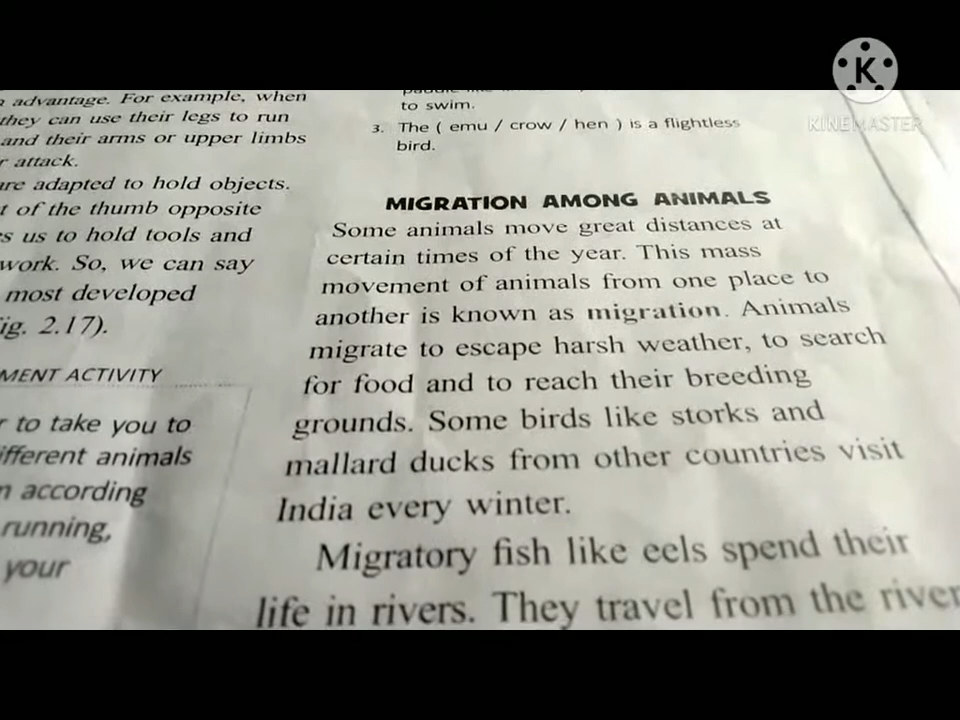 advantage. For example, when
they can use their legs to run
and their arms or upper limbs
attack.
are adapted to hold objects.
of the thumb opposite
us to hold tools and
work. So, we can say
most developed
ig. 2.17).
MENT ACTIVITY
to take you to
ifferent animals
according
running,
your
to swim.
3. The ( emu / crow / hen ) is a flightless
bird.
MIGRATION AMONG ANIMALS
Some animals move great distances at
certain times of the year. This mass
movement of animals from one place to
another is known as migration. Animals
migrate to escape harsh weather, to search
for food and to reach their breeding
grounds. Some birds like storks and
mallard ducks from other countries visit
India every winter.
Migratory fish like eels spend their
life in rivers. They travel from the river
K
KINEMASTER